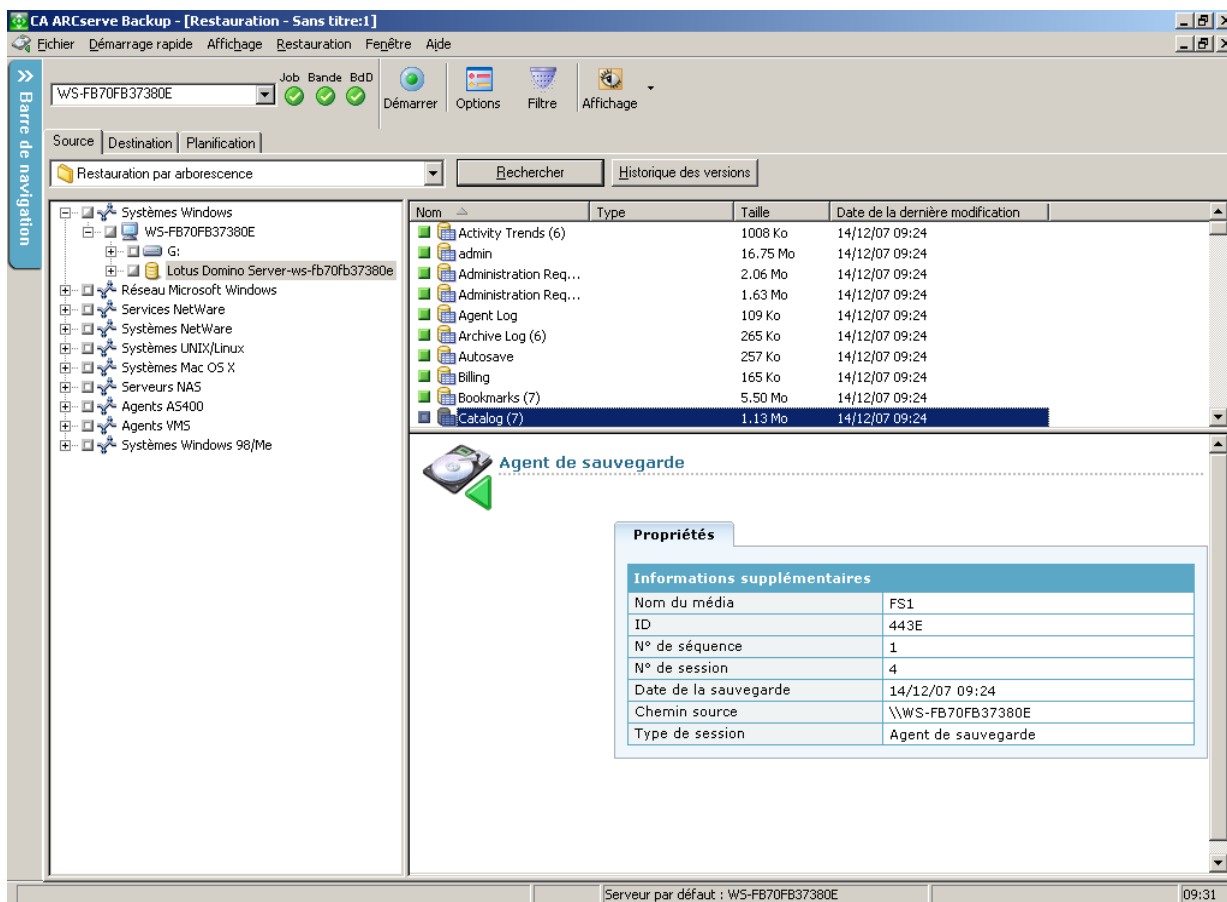 CA ARCserve Backup - [Restauration - Sans titre:1]
Fichier Démarrage rapide Affichage Restauration Fenêtre Aide
Barre de navigation
Job Bande BdD
WS-FB70FB37380E
Démarrer Options Filtre Affichage
Source Destination Planification
Restauration par arborescence
Rechercher
Historique des versions
Systèmes Windows
WS-FB70FB37380E
G:
Lotus Domino Server-ws-fb70fb37380e
Réseau Microsoft Windows
Services NetWare
Systèmes NetWare
Systèmes UNIX/Linux
Systèmes Mac OS X
Serveurs NAS
Agents AS400
Agents VMS
Systèmes Windows 98/Me
Nom Type Taille Date de la dernière modification
Activity Trends (6) 1008 Ko 14/12/07 09:24
admin 16.75 Mo 14/12/07 09:24
Administration Req... 2.06 Mo 14/12/07 09:24
Administration Req... 1.63 Mo 14/12/07 09:24
Agent Log 109 Ko 14/12/07 09:24
Archive Log (6) 265 Ko 14/12/07 09:24
Autosave 257 Ko 14/12/07 09:24
Billing 165 Ko 14/12/07 09:24
Bookmarks (7) 5.50 Mo 14/12/07 09:24
Catalog (7) 1.13 Mo 14/12/07 09:24
Agent de sauvegarde
Propriétés
Informations supplémentaires
Nom du média FS1
ID 443E
N° de séquence 1
N° de session 4
Date de la sauvegarde 14/12/07 09:24
Chemin source \\WS-FB70FB37380E
Type de session Agent de sauvegarde
Serveur par défaut : WS-FB70FB37380E
09:31